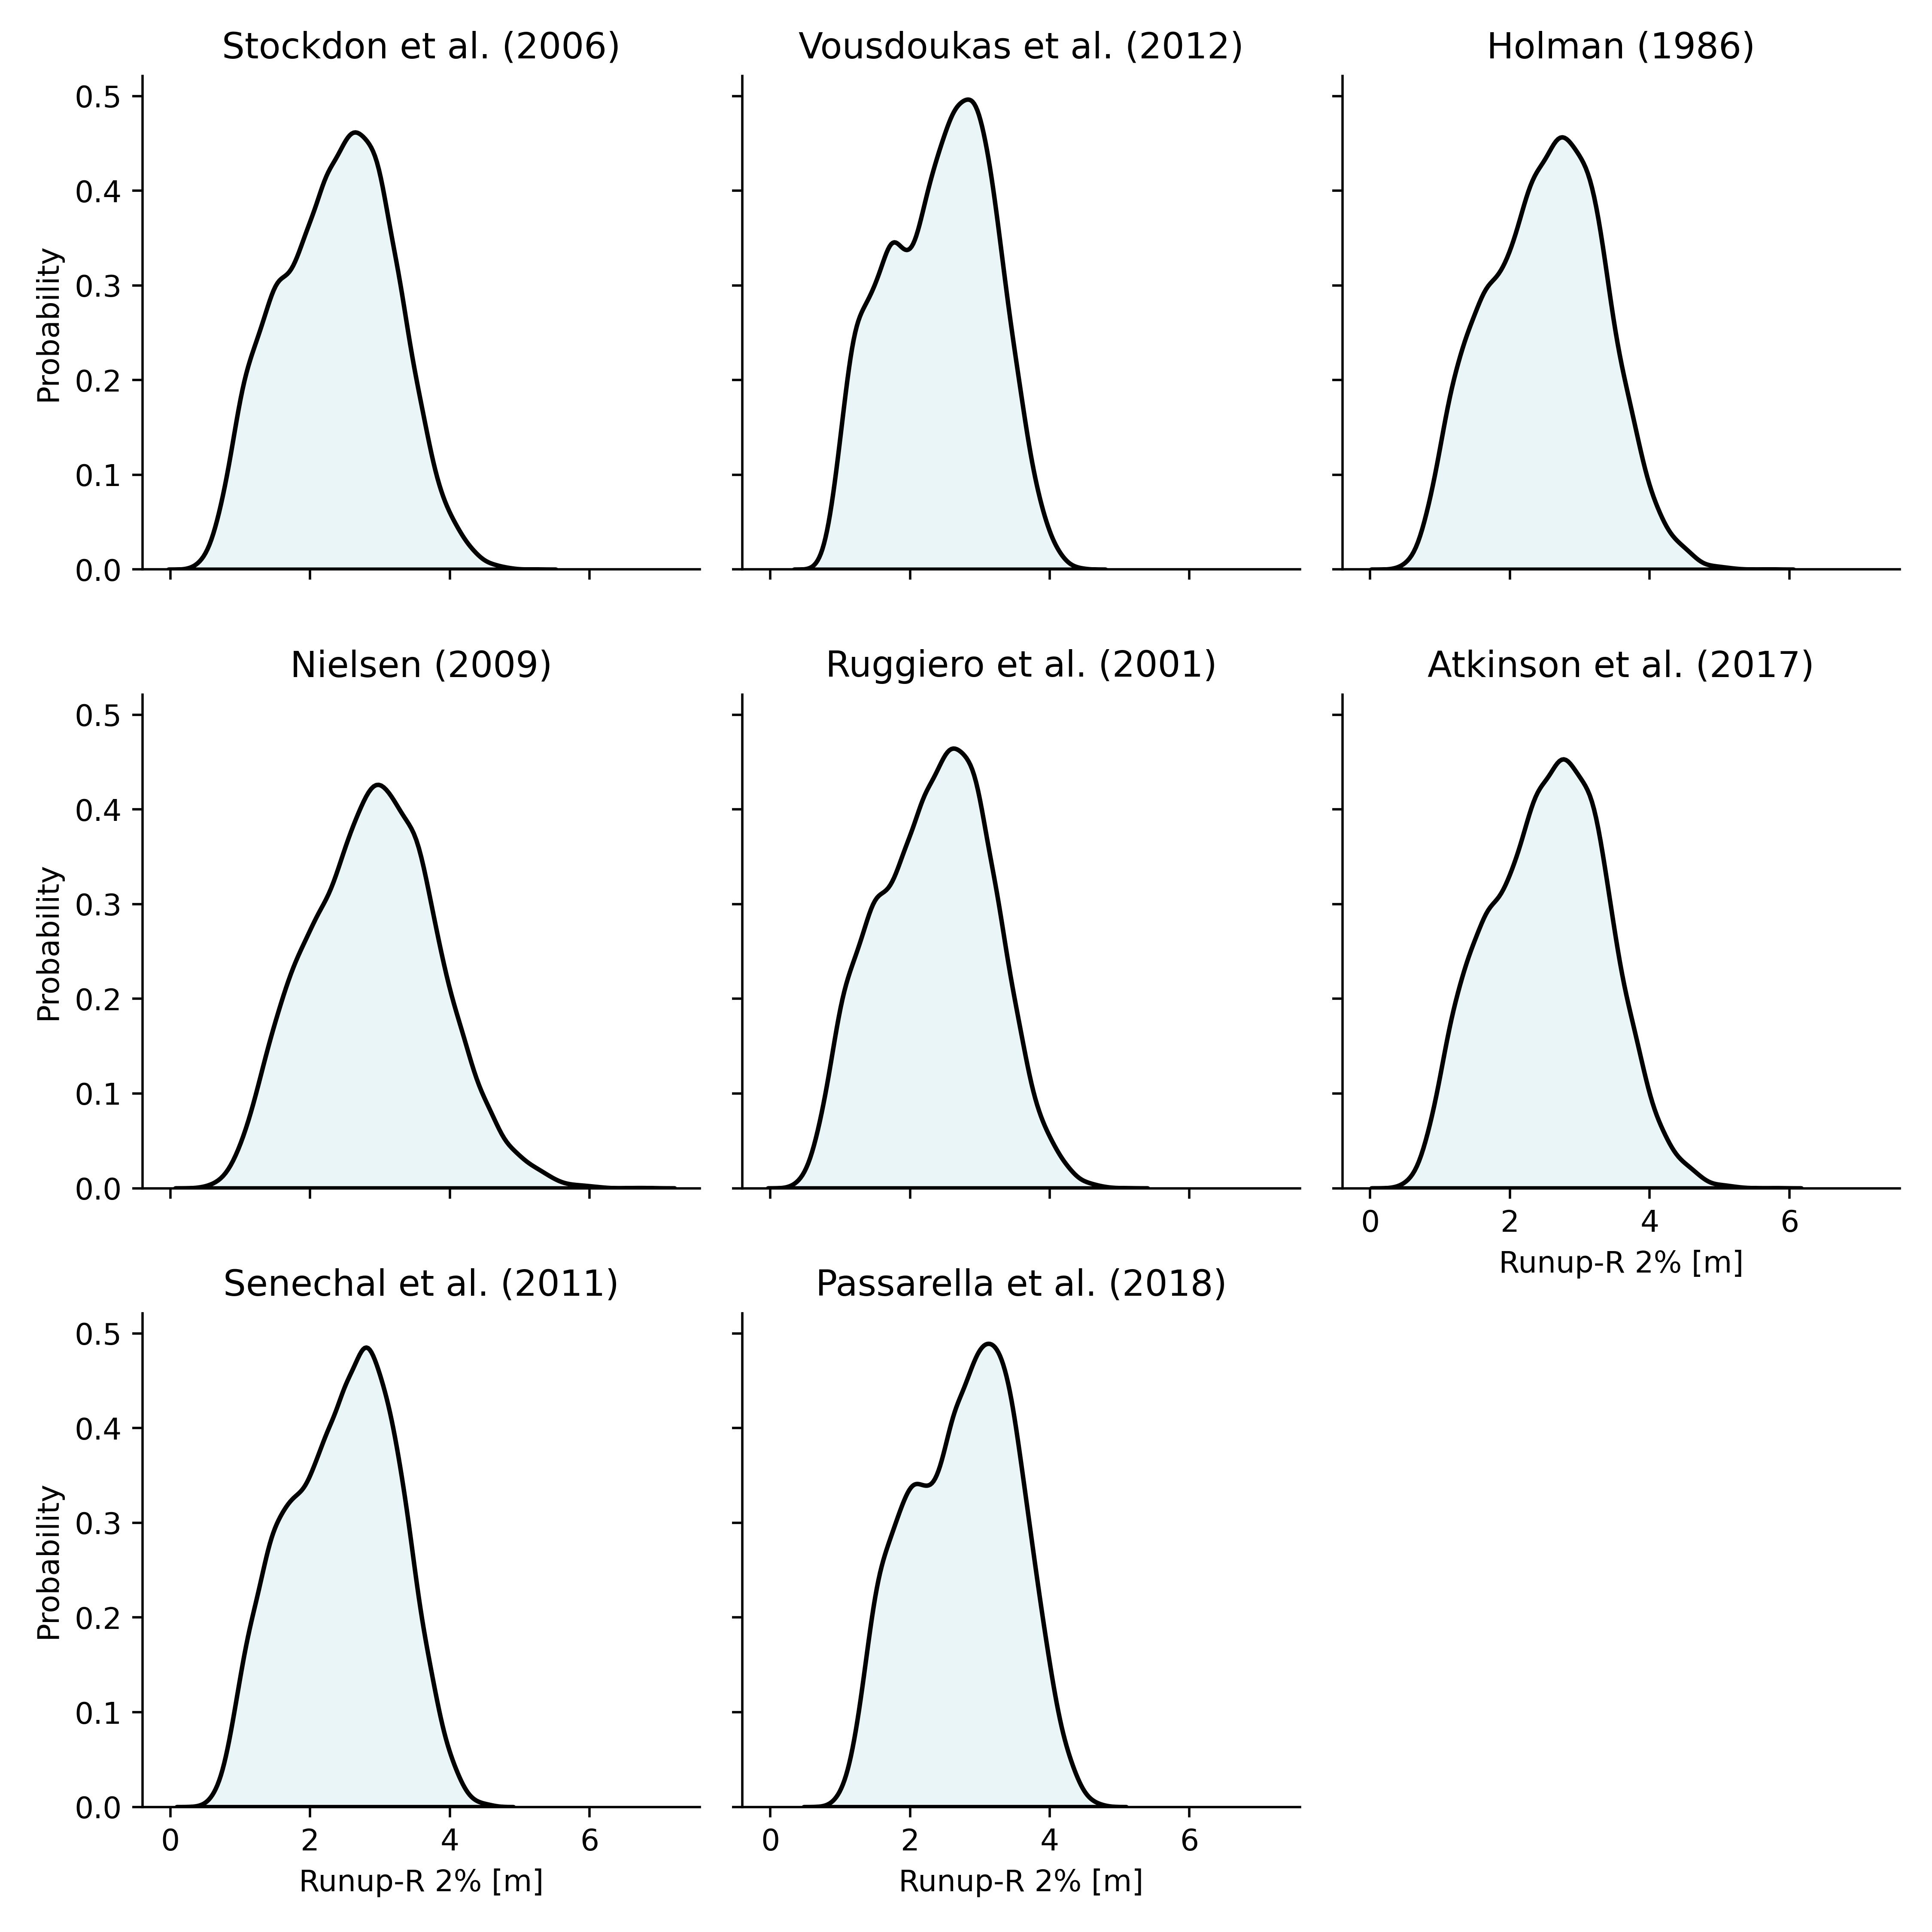 Stockdon et al. (2006)
Vousdoukas et al. (2012)
Holman (1986)
0.5
0.4
0.3
0.2
0.1
0.0
Probability
Nielsen (2009)
Ruggiero et al. (2001)
Atkinson et al. (2017)
0.5
0.4
0.3
0.2
0.1
0.0
Probability
0 2 4 6
Runup-R 2% [m]
Senechal et al. (2011)
Passarella et al. (2018)
0.5
0.4
0.3
0.2
0.1
0.0
Probability
0 2 4 6
Runup-R 2% [m]
0 2 4 6
Runup-R 2% [m]